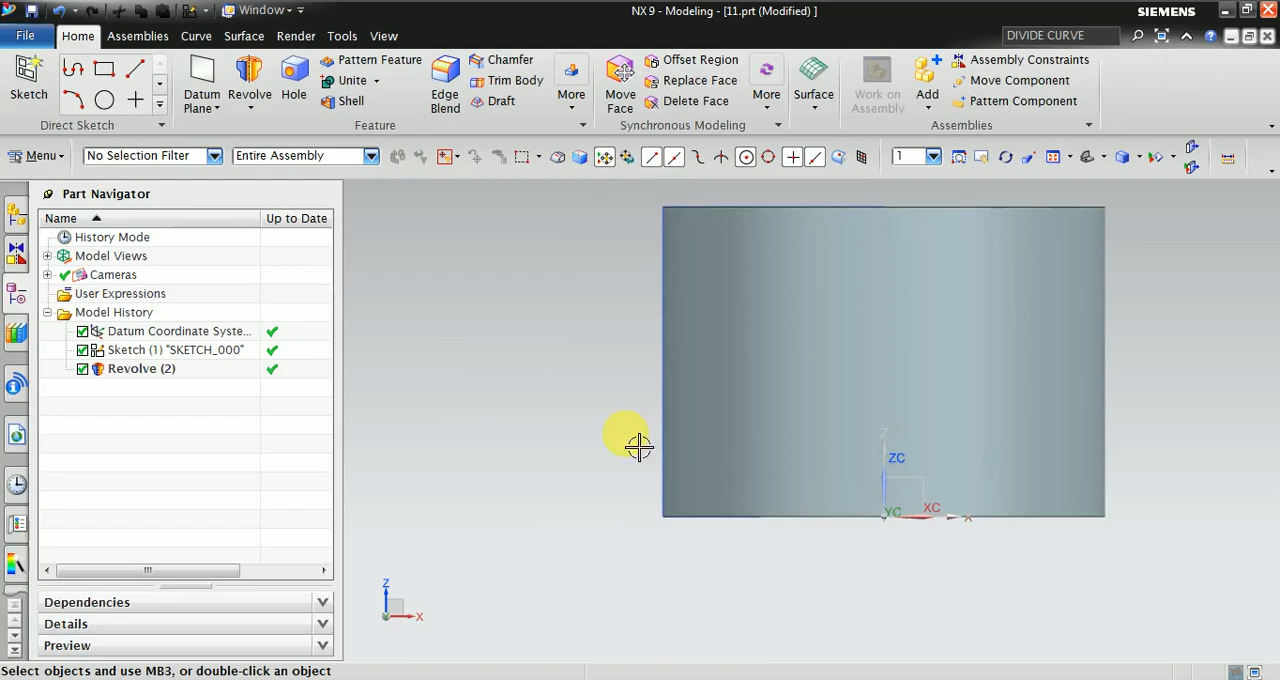 Window
NX 9 - Modeling - [11.prt (Modified) ]
SIEMENS
File Home Assemblies Curve Surface Render Tools View
DIVIDE CURVE
Sketch
Datum Plane
Revolve
Hole
Pattern Feature
Unite
Shell
Edge Blend
Chamfer
Trim Body
Draft
More
Move Face
Offset Region
Replace Face
Delete Face
More
Surface
Work on Assembly
Add
Assembly Constraints
Move Component
Pattern Component
Direct Sketch
Feature
Synchronous Modeling
Assemblies
Menu
No Selection Filter
Entire Assembly
1
Part Navigator
Name
Up to Date
History Mode
Model Views
Cameras
User Expressions
Model History
Datum Coordinate Syste...
Sketch (1) "SKETCH_000"
Revolve (2)
Dependencies
Details
Preview
Z
ZC
YC
XC
X
Z
X
Select objects and use MB3, or double-click an object